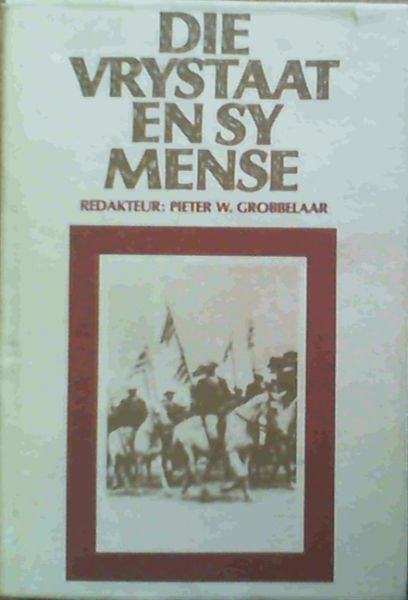 DIE
VRYSTAAT
EN SY
MENSE
REDAKTEUR: PIETER W. GROBBELAAR